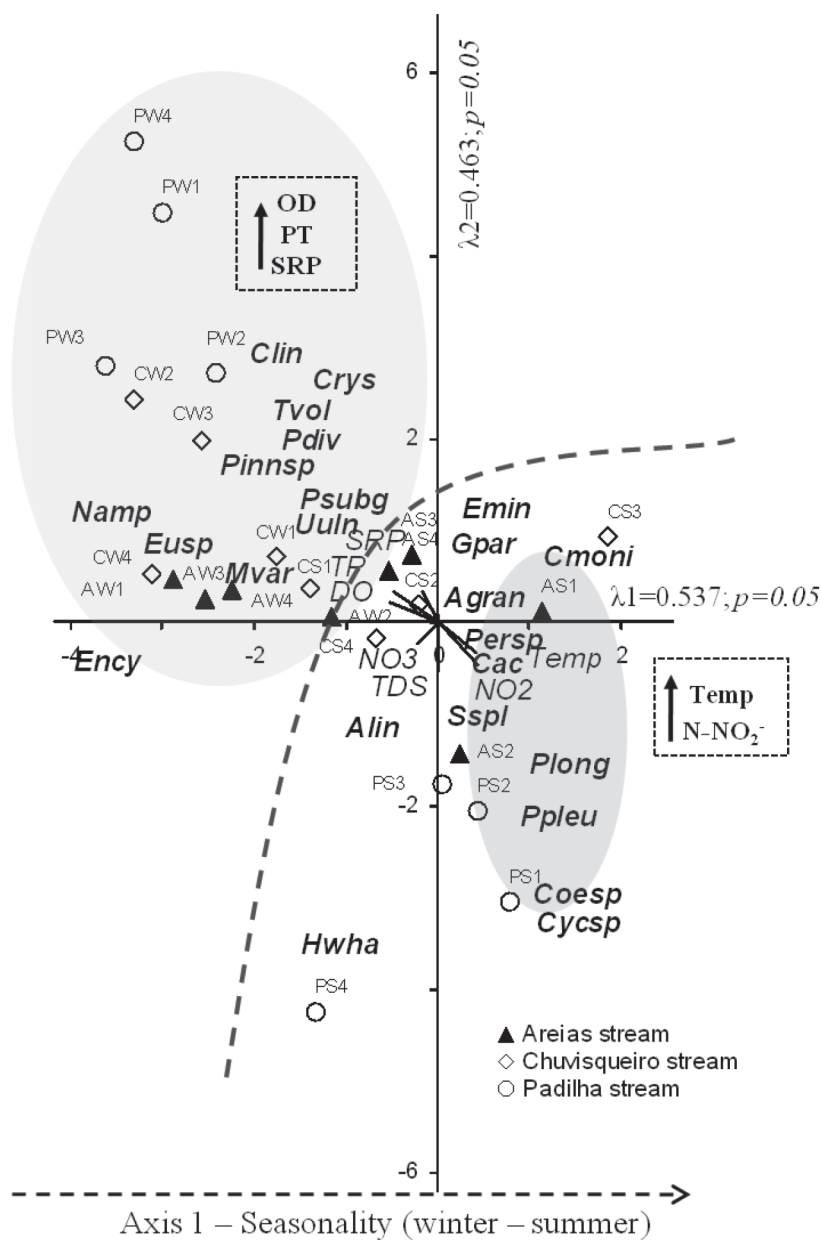 6
λ2=0.463; p=0.05
PW4
PW1
OD
PT
SRP
PW3
PW2
Clin
CW2
Crys
CW3
Tvol
2
Pdiv
Pinnsp
Psubg
Namp
Emin
CS3
Uuln
AS3
CW1
SRP
AS4
Gpar
Eusp
Cmoni
CW4
CS1
TP
AW1
AW3
Mvar
CS2
AS1
DO
Agran
λ1=0.537; p=0.05
AW4
AW2
-4
-2
0
2
CS4
Persp
Ency
NO3
Cac
Temp
TDS
NO2
Temp
N-NO₂⁻
Alin
Sspl
AS2
Plong
PS3
PS2
-2
Ppleu
PS1
Coesp
Cycsp
Hwha
PS4
Areias stream
Chuvisqueiro stream
Padilha stream
-6
Axis 1 – Seasonality (winter – summer)